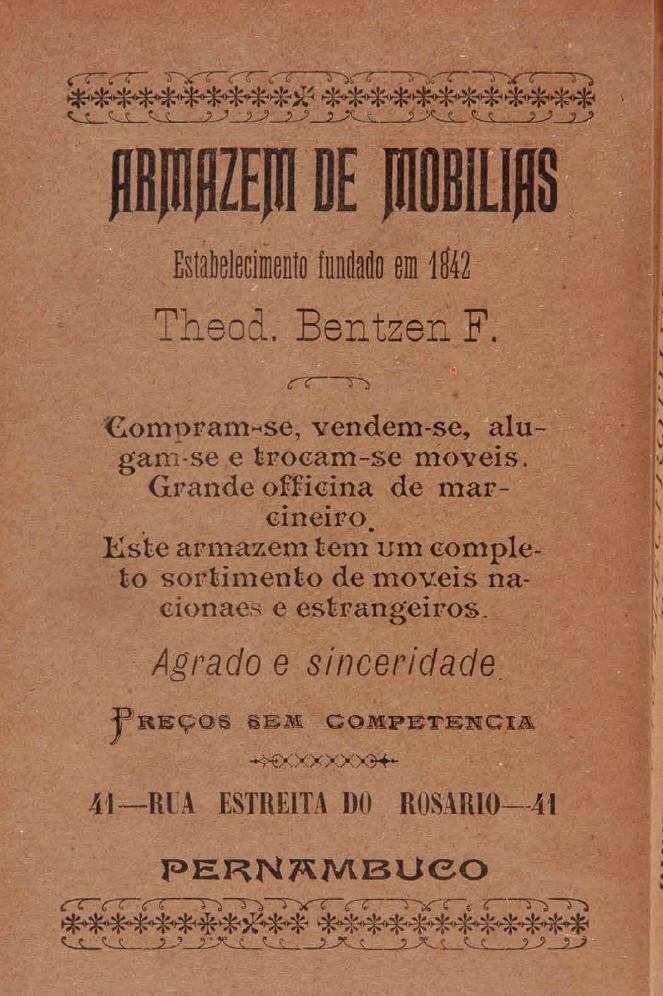 ARMAZEM DE MOBILIAS
Estabelecimento fundado em 1842
Theod. Bentzen F.
Compram-se, vendem-se, alu-
gam-se e trocam-se moveis.
Grande officina de mar-
cineiro.
Este armazem tem um comple-
to sortimento de moveis na-
cionaes e estrangeiros.
Agrado e sinceridade.
PREÇOS SEM COMPETENCIA
41—RUA ESTREITA DO ROSARIO—41
PERNAMBUCO